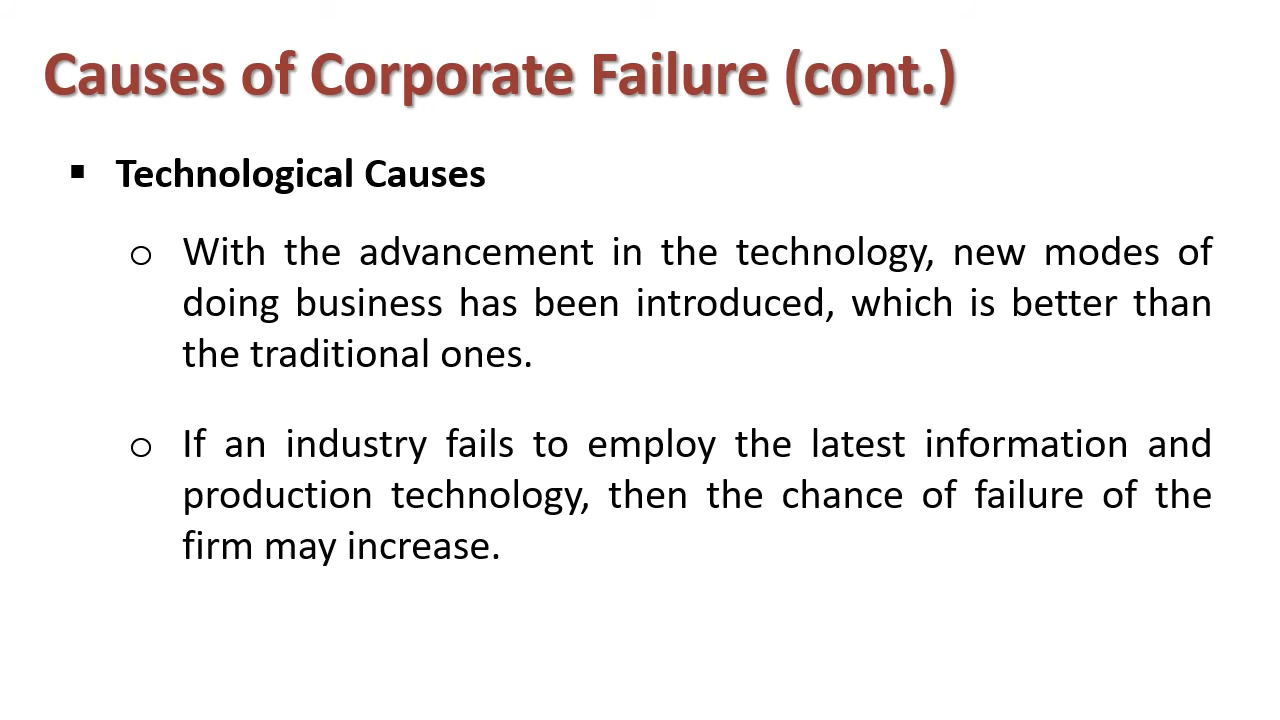 Causes of Corporate Failure (cont.)
▪ Technological Causes
o With the advancement in the technology, new modes of
doing business has been introduced, which is better than
the traditional ones.
o If an industry fails to employ the latest information and
production technology, then the chance of failure of the
firm may increase.